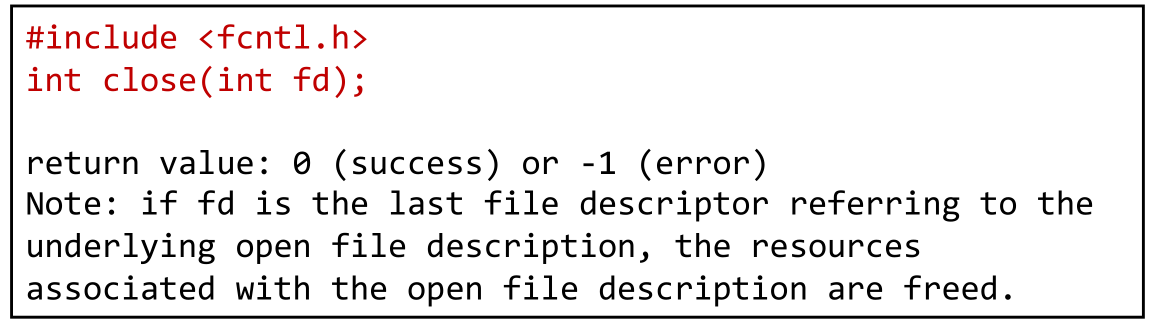 #include <fcntl.h>
int close(int fd);
return value: 0 (success) or -1 (error)
Note: if fd is the last file descriptor referring to the
underlying open file description, the resources
associated with the open file description are freed.